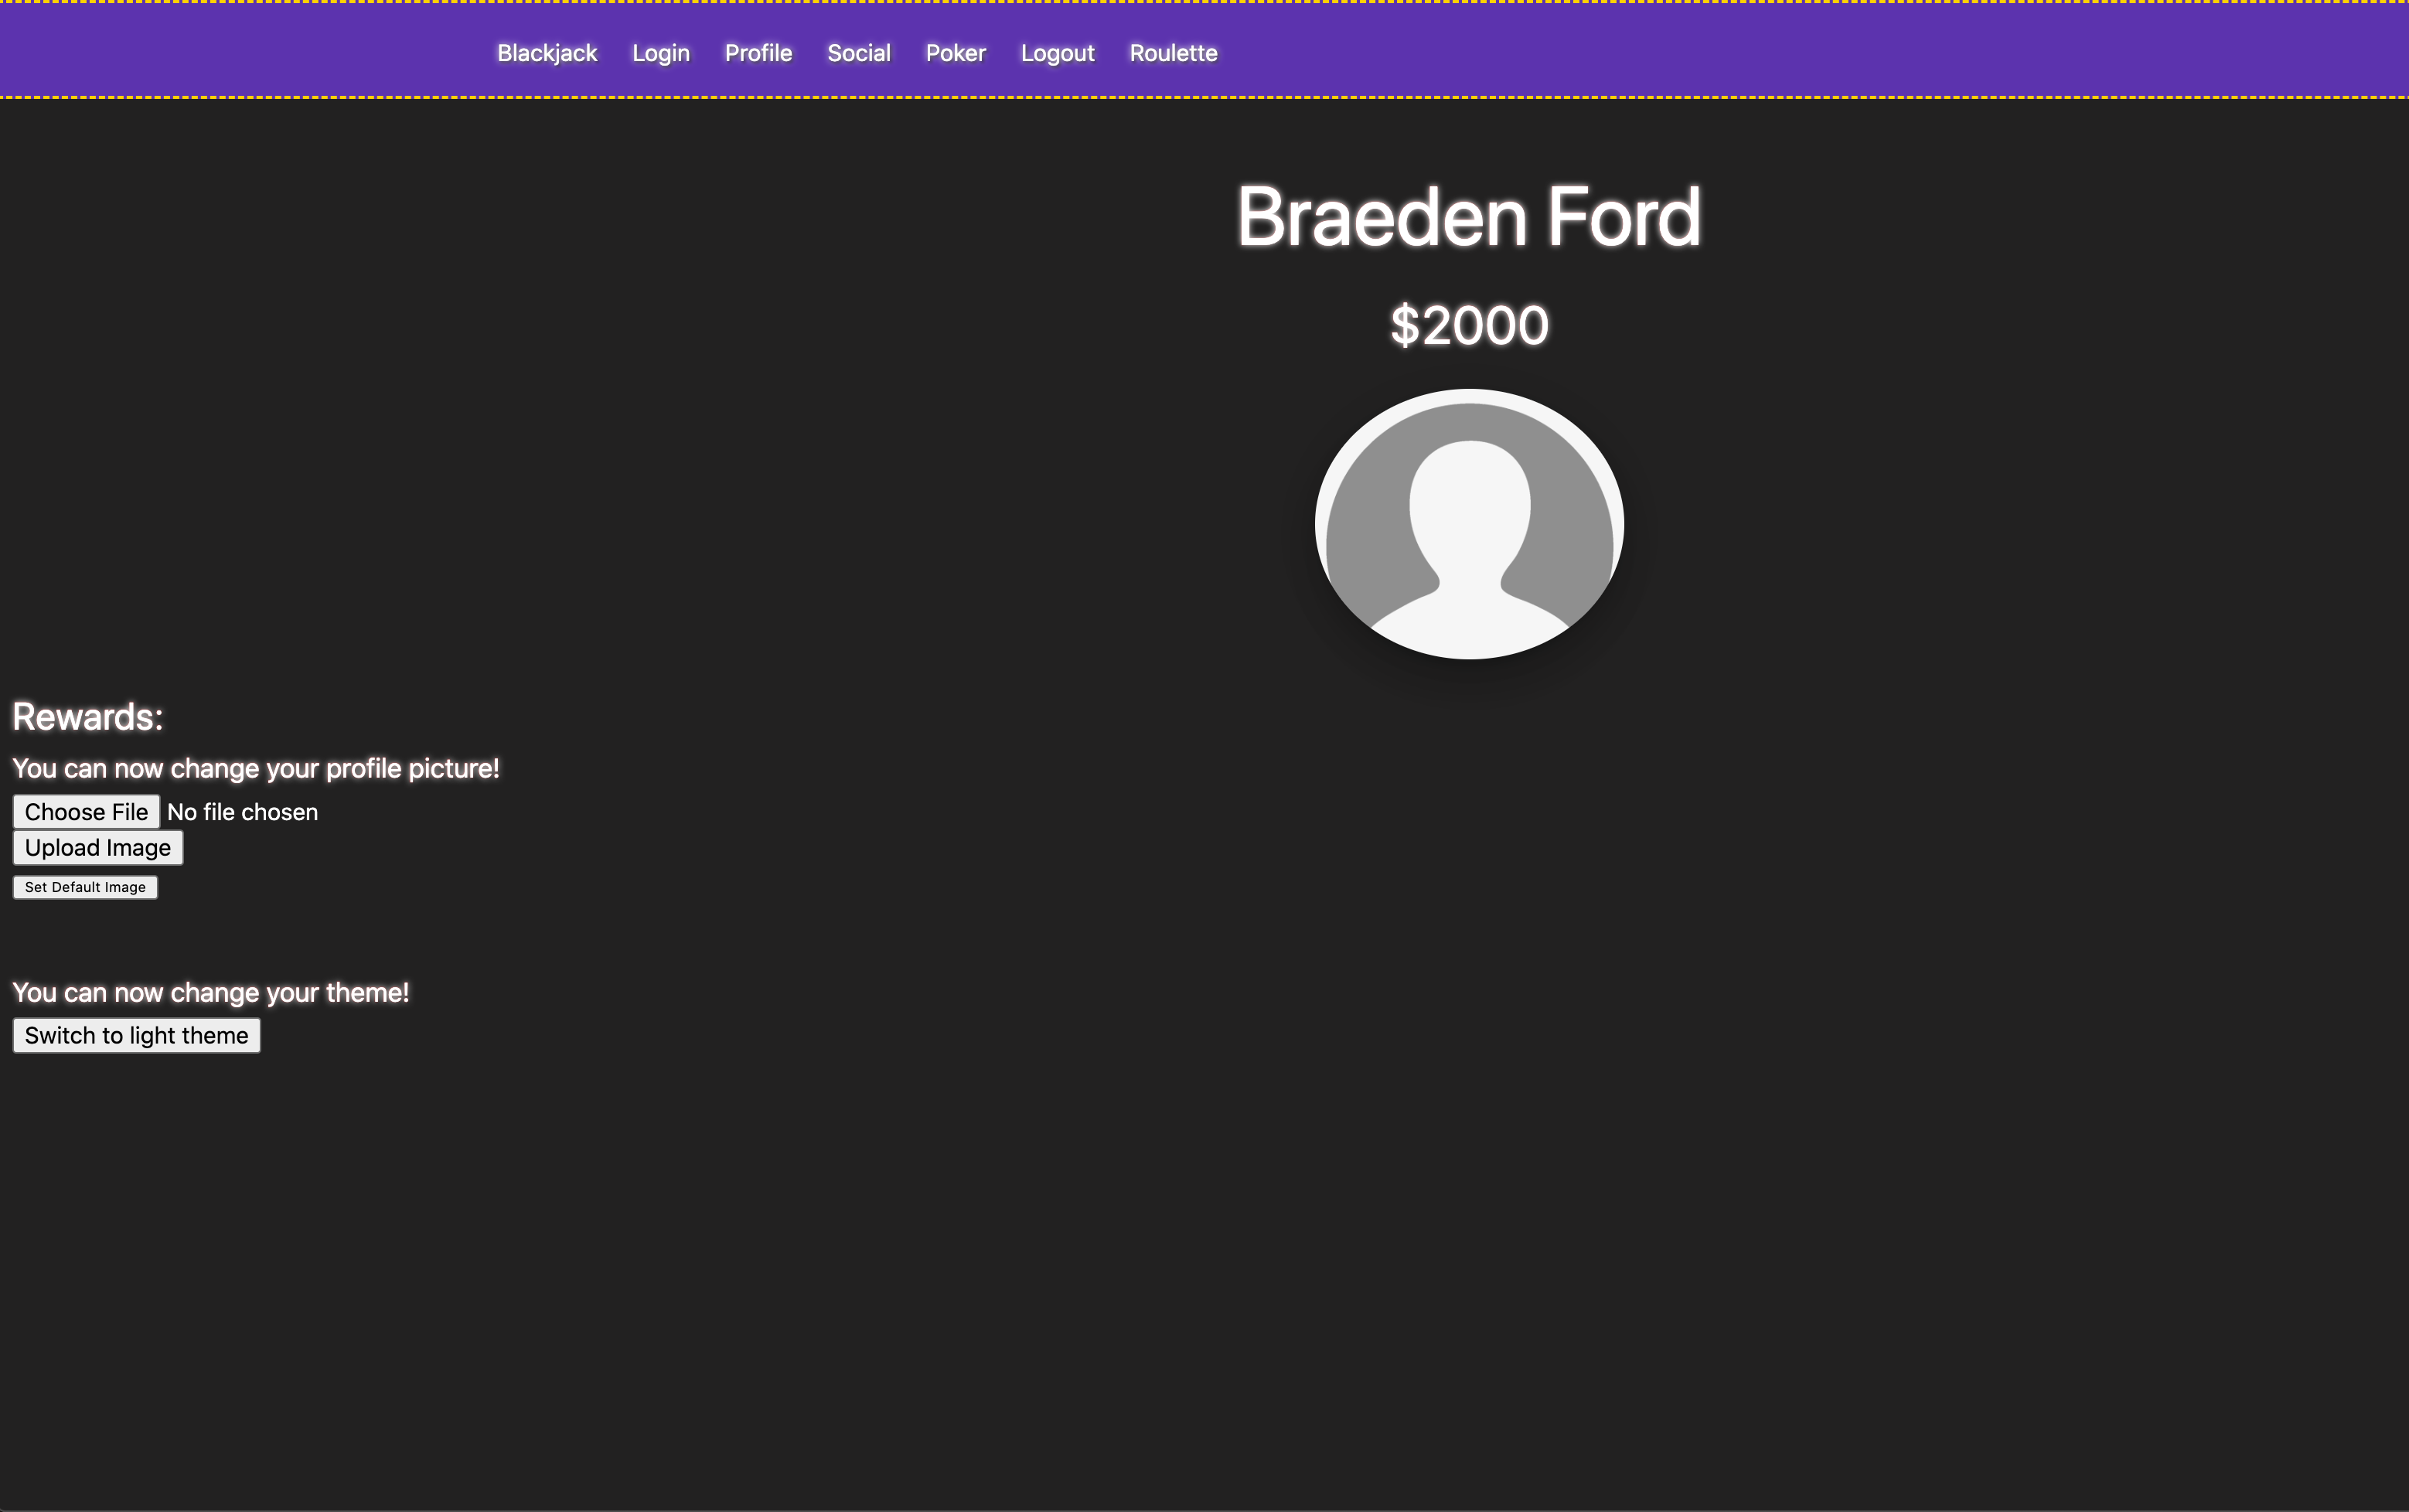 Blackjack Login Profile Social Poker Logout Roulette
Braeden Ford
$2000
Rewards:
You can now change your profile picture!
Choose File No file chosen
Upload Image
Set Default Image
You can now change your theme!
Switch to light theme